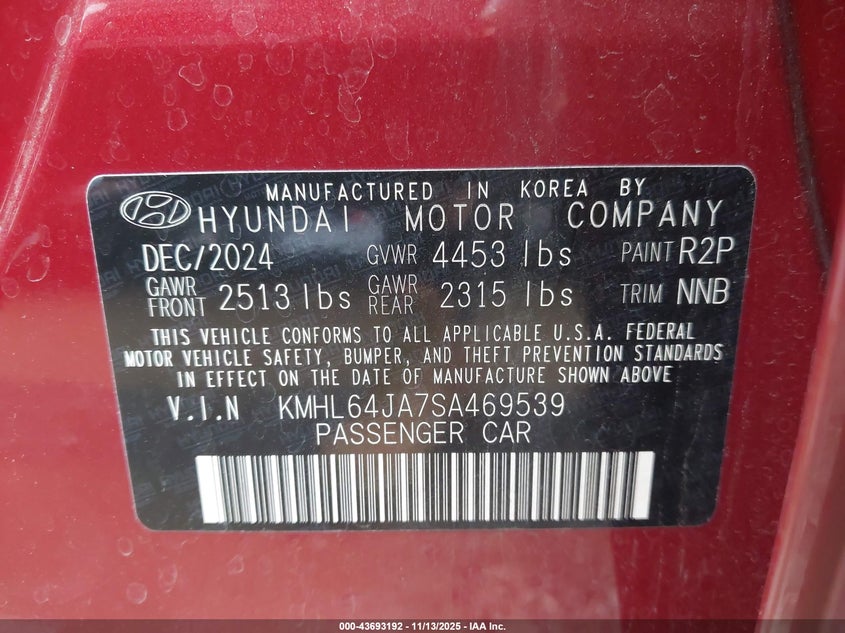 MANUFACTURED IN KOREA BY
HYUNDAI MOTOR COMPANY
DEC/2024 GVWR 4453 lbs PAINT R2P
GAWR FRONT 2513 lbs GAWR REAR 2315 lbs TRIM NNB
THIS VEHICLE CONFORMS TO ALL APPLICABLE U.S.A. FEDERAL
MOTOR VEHICLE SAFETY, BUMPER, AND THEFT PREVENTION STANDARDS
IN EFFECT ON THE DATE OF MANUFACTURE SHOWN ABOVE
V.I.N KMHL64JA7SA469539
PASSENGER CAR
000-43693192 - 11/13/2025 - IAA Inc.